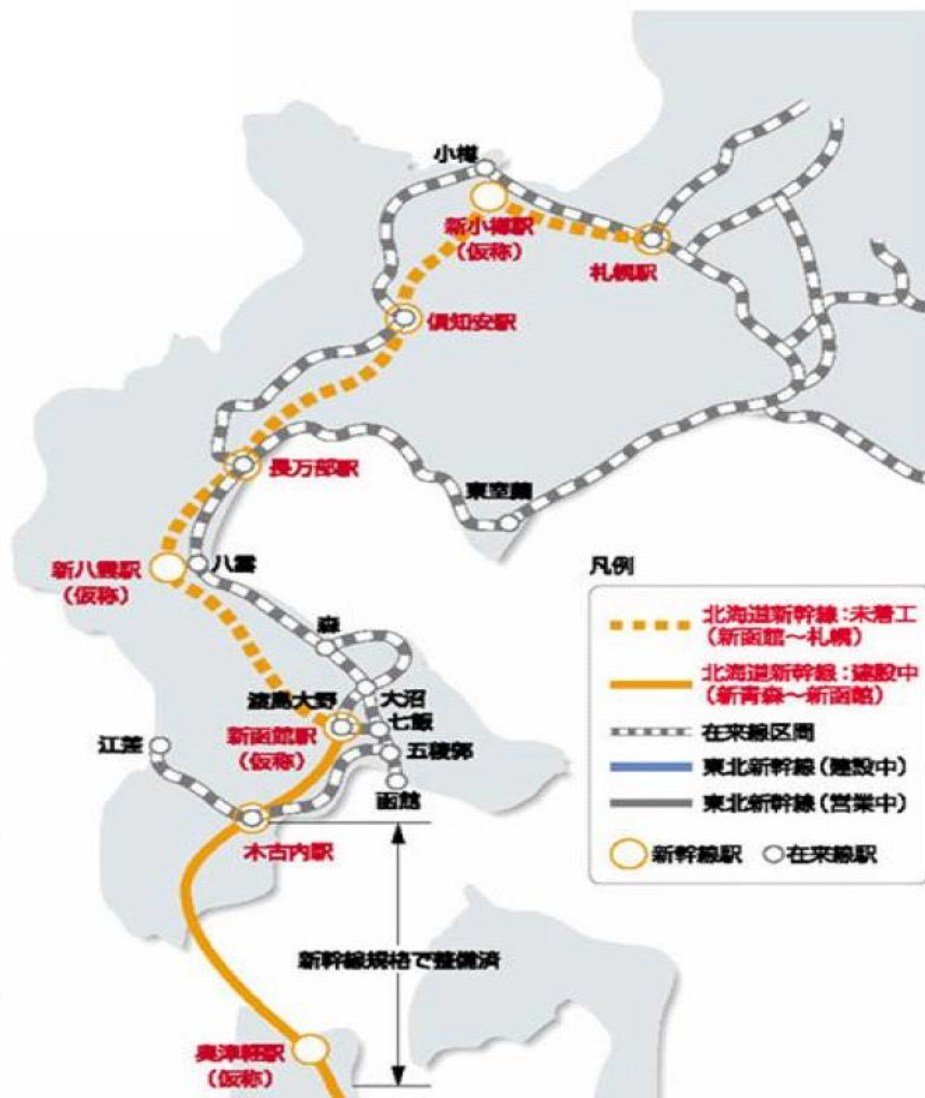 小樽
新小樽駅
(仮称)
札幌駅
倶知安駅
長万部駅
東室蘭
新八雲駅
(仮称)
八雲
森
渡島大野
大沼
新函館駅
(仮称)
七飯
江差
五稜郭
函館
木古内駅
新幹線規格で整備済
奥津軽駅
(仮称)
凡例
北海道新幹線:未着工
(新函館〜札幌)
北海道新幹線:建設中
(新青森〜新函館)
在来線区間
東北新幹線(建設中)
東北新幹線(営業中)
新幹線駅 在来線駅